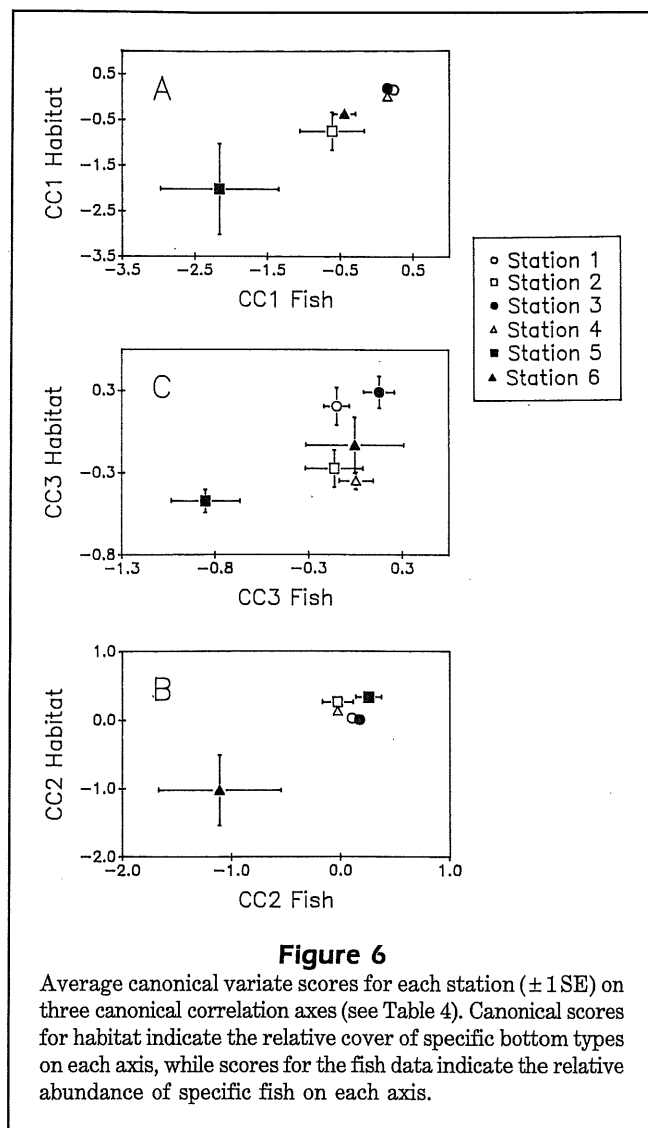 A
CC1 Habitat
0.5
−0.5
−1.5
−2.5
−3.5
−3.5 −2.5 −1.5 −0.5 0.5
CC1 Fish
○ Station 1
□ Station 2
● Station 3
△ Station 4
■ Station 5
▲ Station 6
C
CC3 Habitat
0.3
−0.3
−0.8
−1.3 −0.8 −0.3 0.3
CC3 Fish
B
CC2 Habitat
1.0
0.0
−1.0
−2.0
−2.0 −1.0 0.0 1.0
CC2 Fish
Figure 6
Average canonical variate scores for each station (± 1 SE) on
three canonical correlation axes (see Table 4). Canonical scores
for habitat indicate the relative cover of specific bottom types
on each axis, while scores for the fish data indicate the relative
abundance of specific fish on each axis.